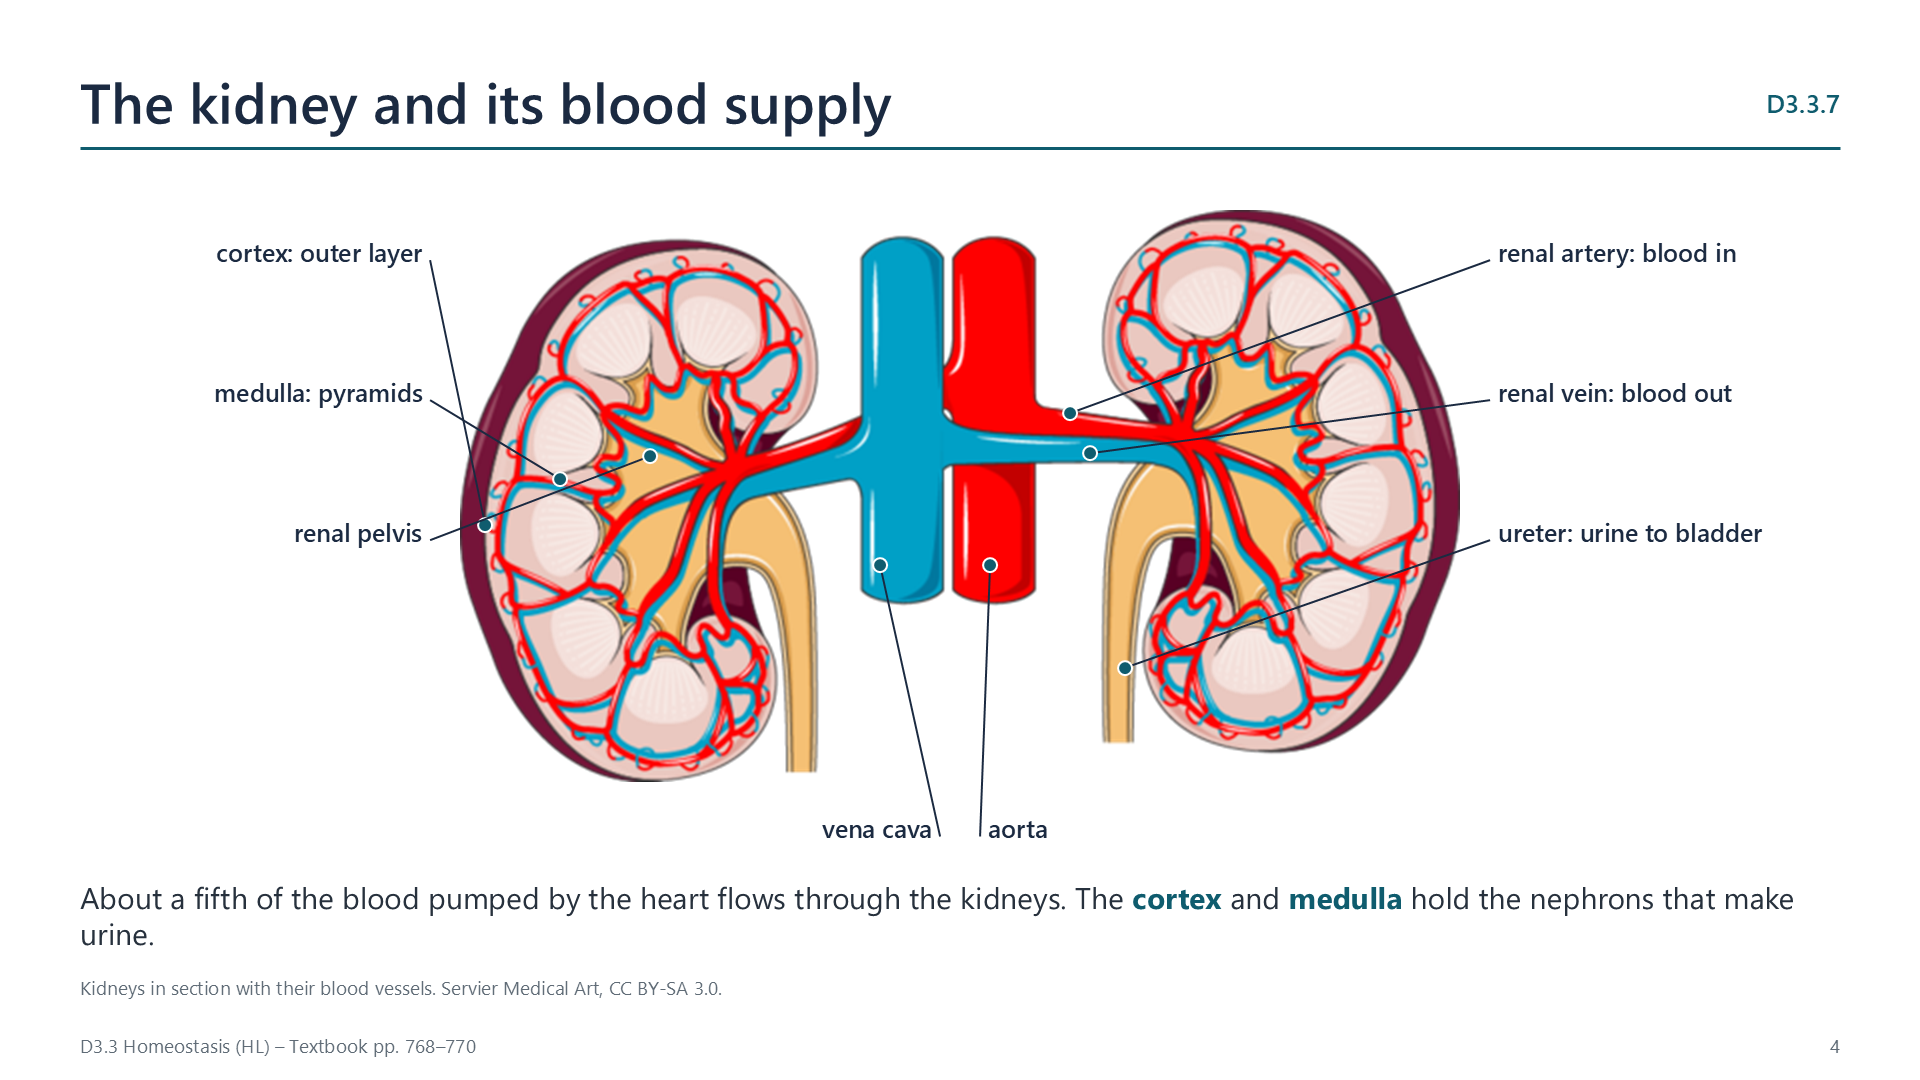 The kidney and its blood supply
D3.3.7
cortex: outer layer
medulla: pyramids
renal pelvis
renal artery: blood in
renal vein: blood out
ureter: urine to bladder
vena cava
aorta
About a fifth of the blood pumped by the heart flows through the kidneys. The cortex and medulla hold the nephrons that make
urine.
Kidneys in section with their blood vessels. Servier Medical Art, CC BY-SA 3.0.
D3.3 Homeostasis (HL) – Textbook pp. 768–770
4